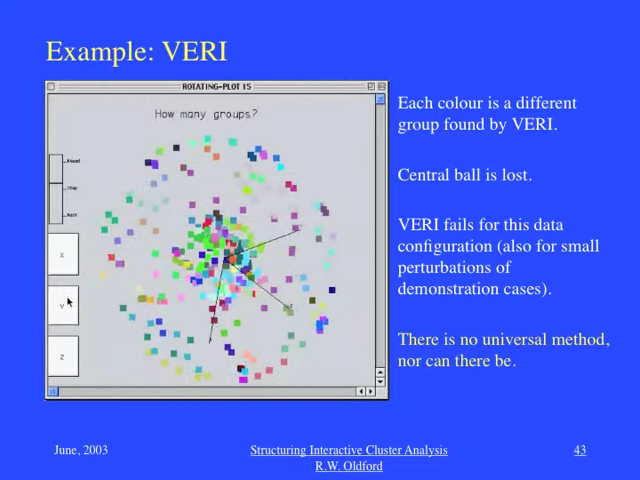 Example: VERI
ROTATING-PLOT 15
How many groups?
Each colour is a different
group found by VERI.
Central ball is lost.
VERI fails for this data
configuration (also for small
perturbations of
demonstration cases).
There is no universal method,
nor can there be.
X
Y
Z
June, 2003
Structuring Interactive Cluster Analysis
R.W. Oldford
43